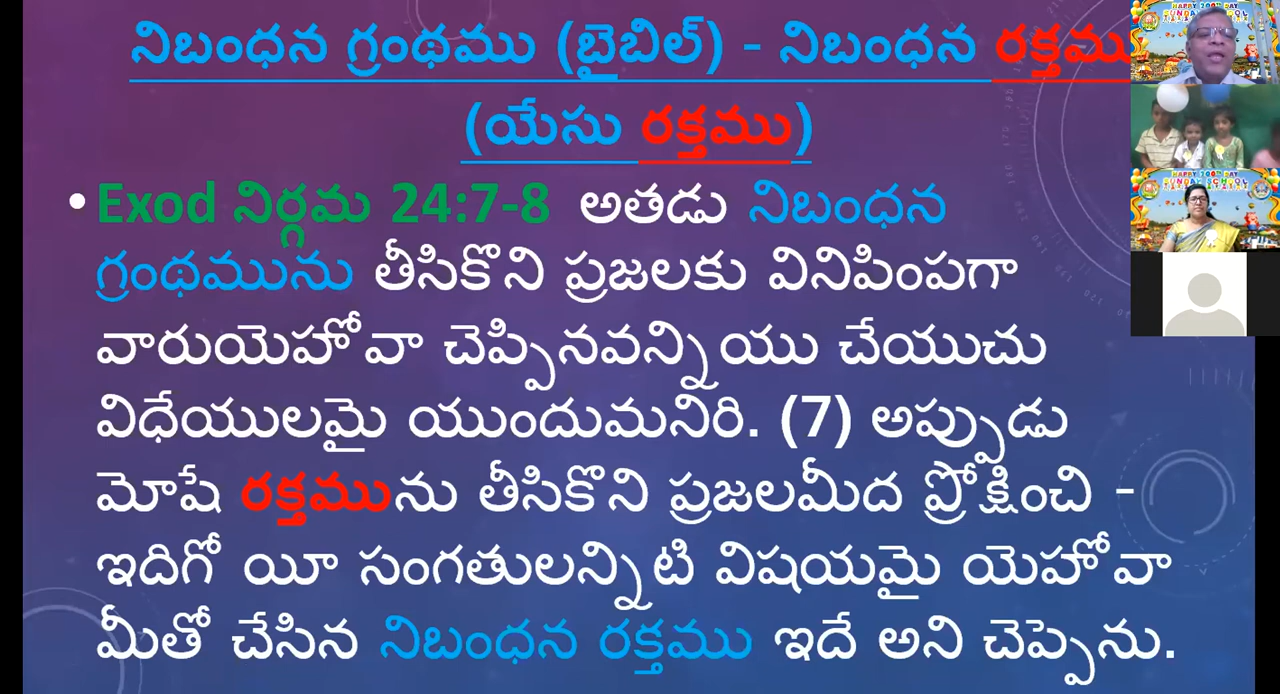 నిబంధన గ్రంథము (బైబిల్) - నిబంధన రక్తము
(యేసు రక్తము)
• Exod నిర్గమ 24:7-8 అతడు నిబంధన
గ్రంథమును తీసికొని ప్రజలకు వినిపింపగా
వారుయెహోవా చెప్పినవన్నియు చేయుచు
విధేయులమై యుందుమనిరి. (7) అప్పుడు
మోషే రక్తమును తీసికొని ప్రజలమీద ప్రోక్షించి -
ఇదిగో యీ సంగతులన్నిటి విషయమై యెహోవా
మీతో చేసిన నిబంధన రక్తము ఇదే అని చెప్పెను.